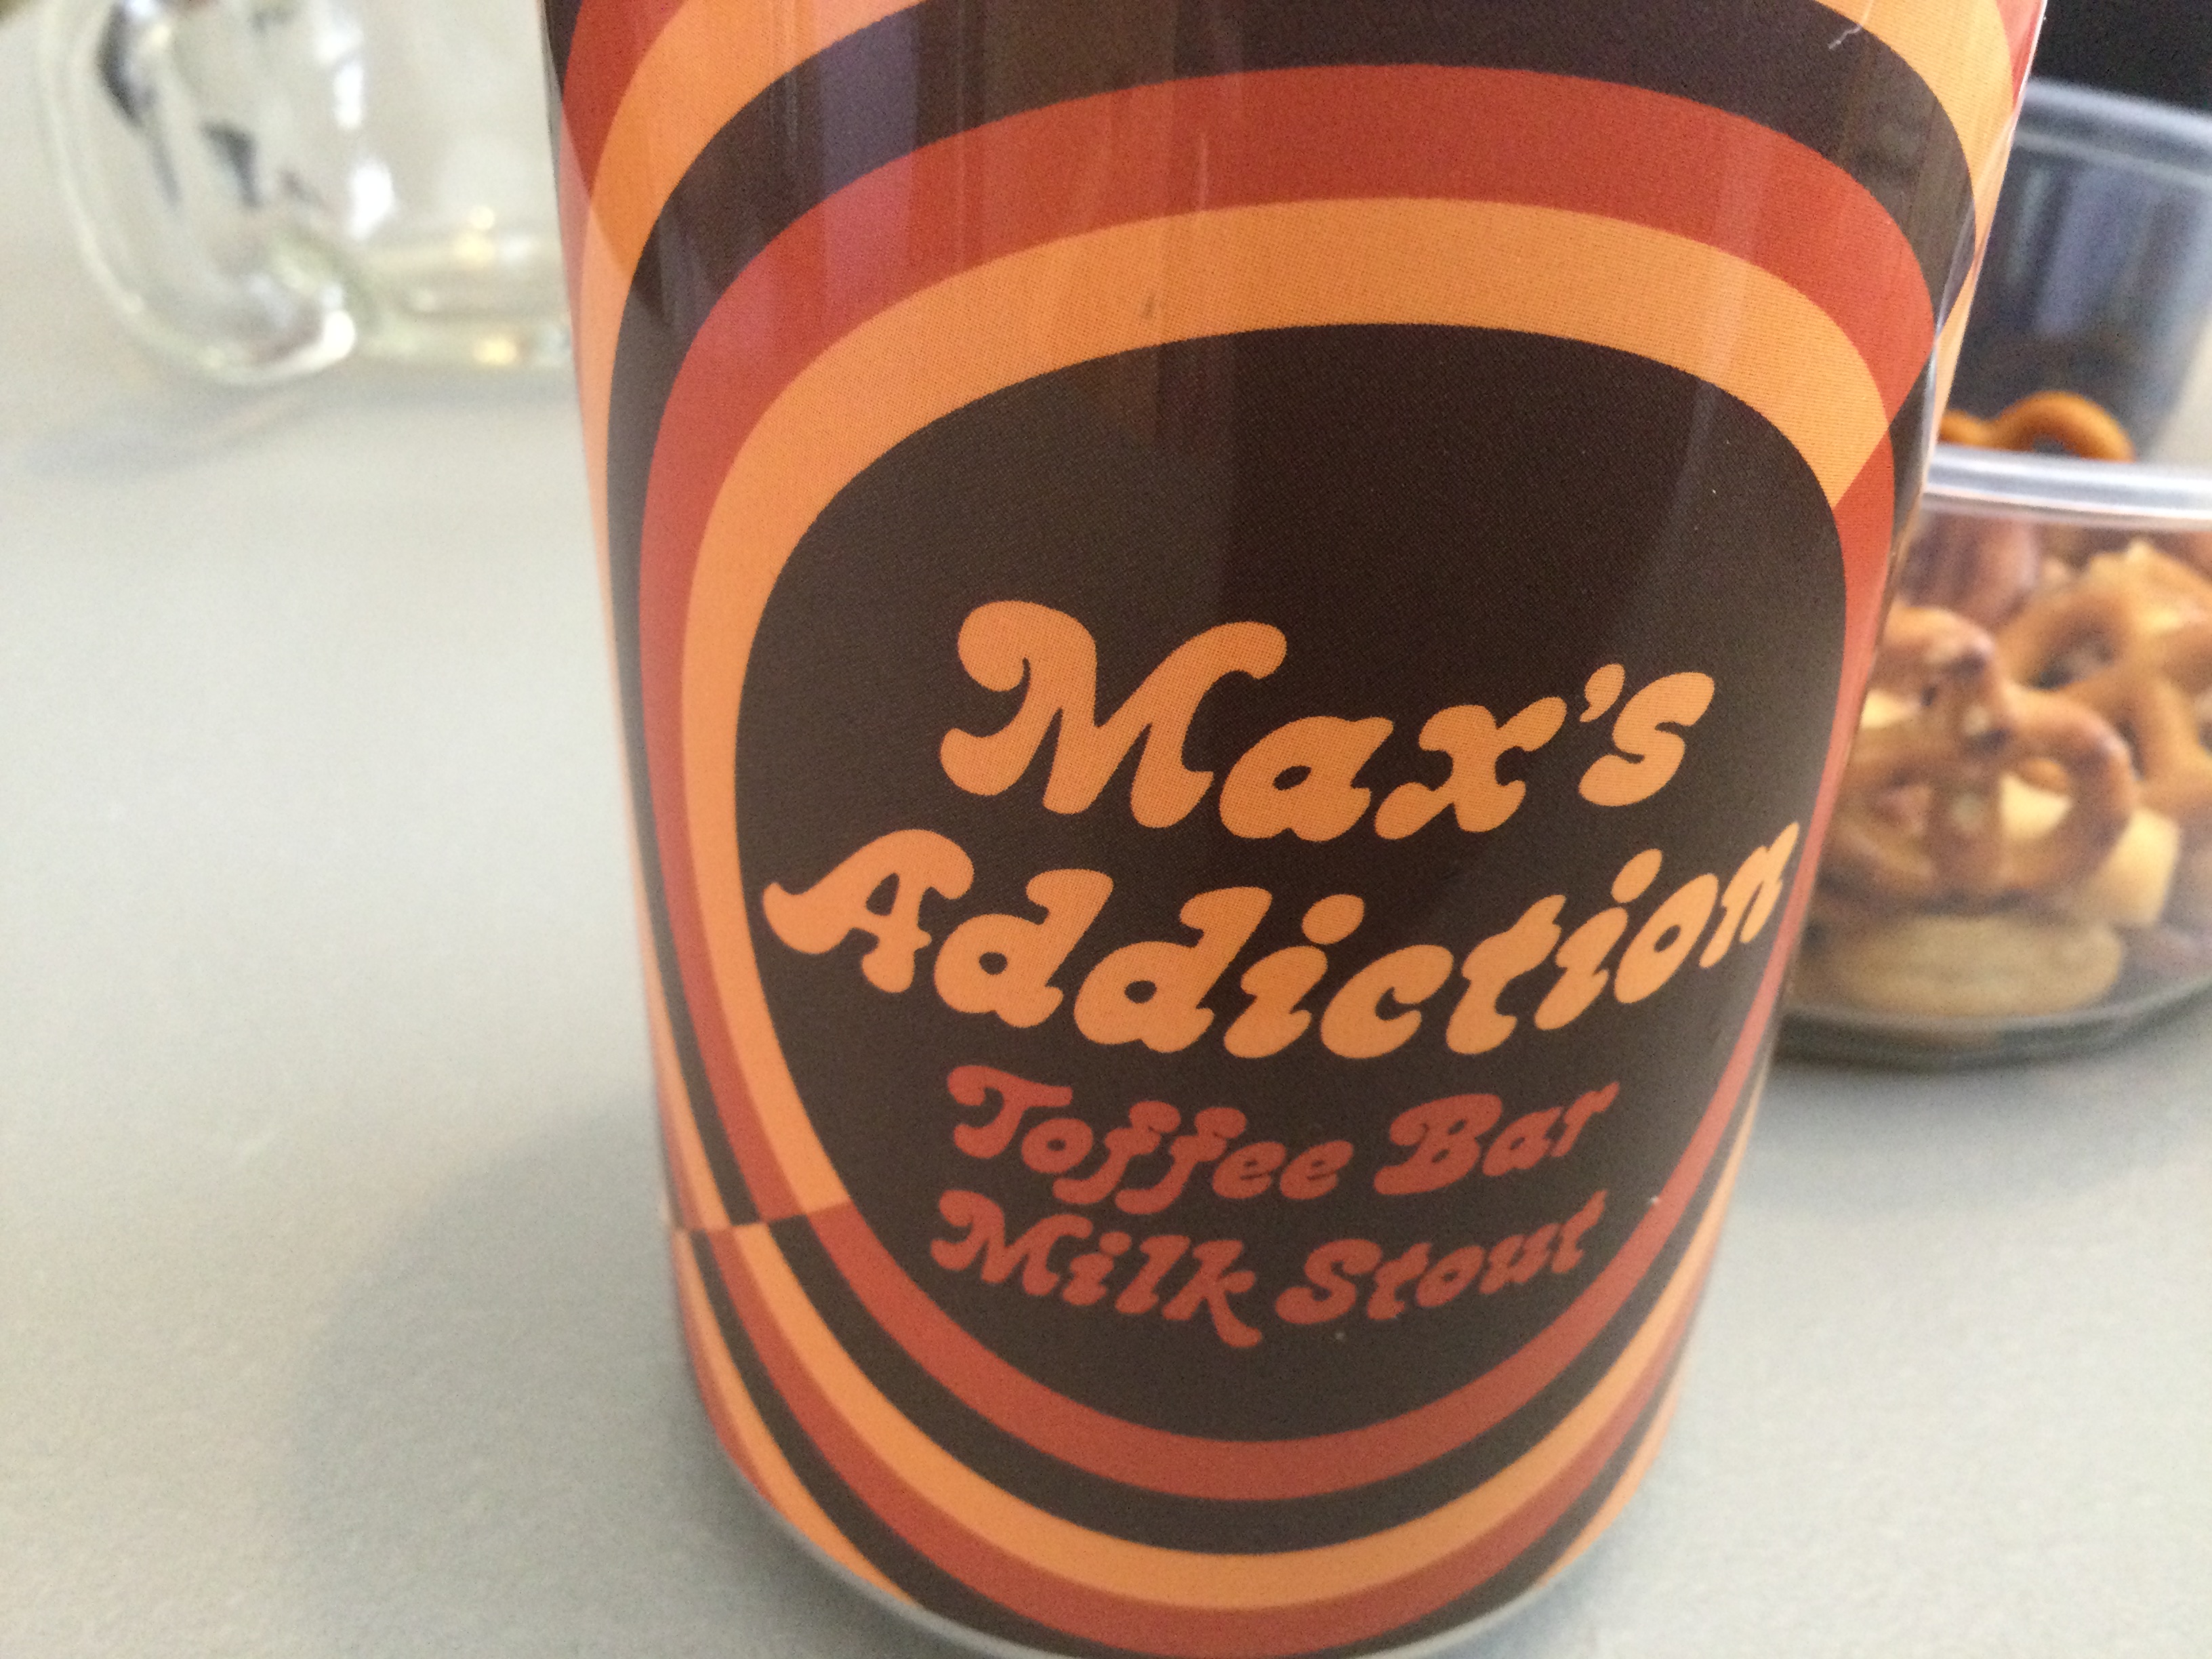 Max's
Addiction
Toffee Bar
Milk Stout